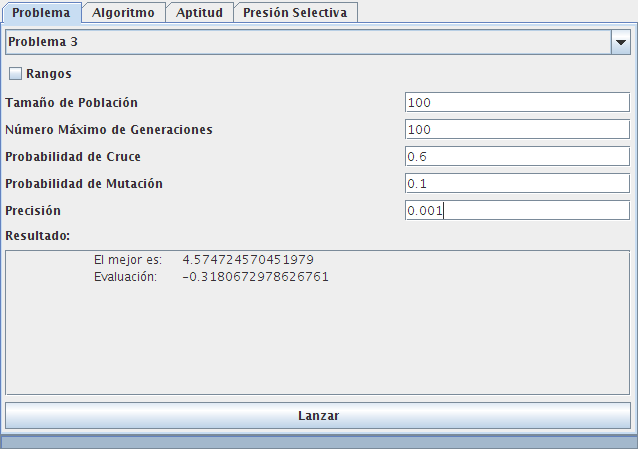 Problema Algoritmo Aptitud Presión Selectiva
Problema 3
Rangos
Tamaño de Población 100
Número Máximo de Generaciones 100
Probabilidad de Cruce 0.6
Probabilidad de Mutación 0.1
Precisión 0.001
Resultado:
El mejor es: 4.574724570451979
Evaluación: -0.3180672978626761
Lanzar